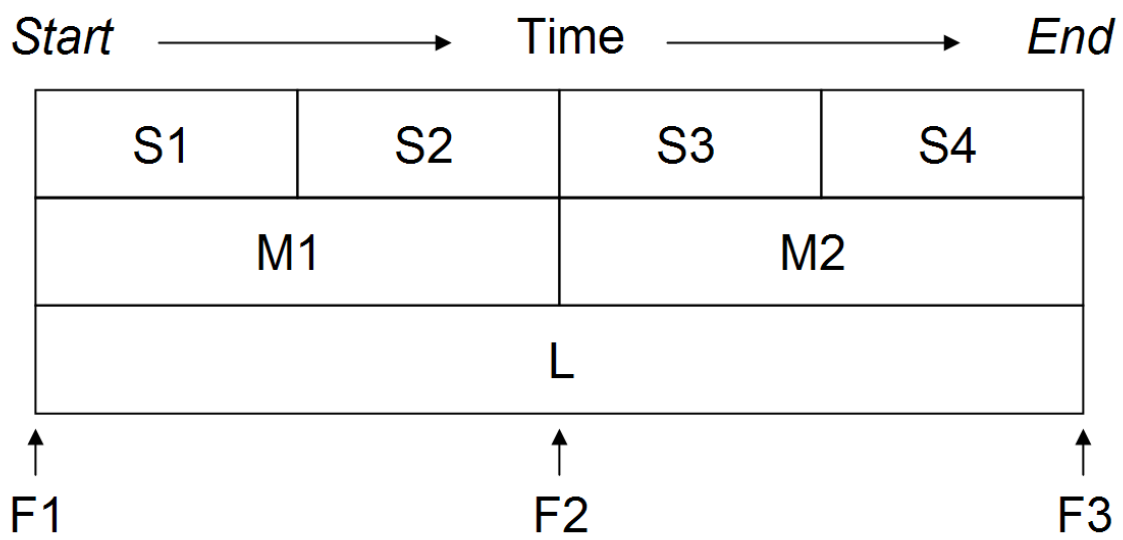 Start Time End
S1 S2 S3 S4
M1 M2
L
F1 F2 F3